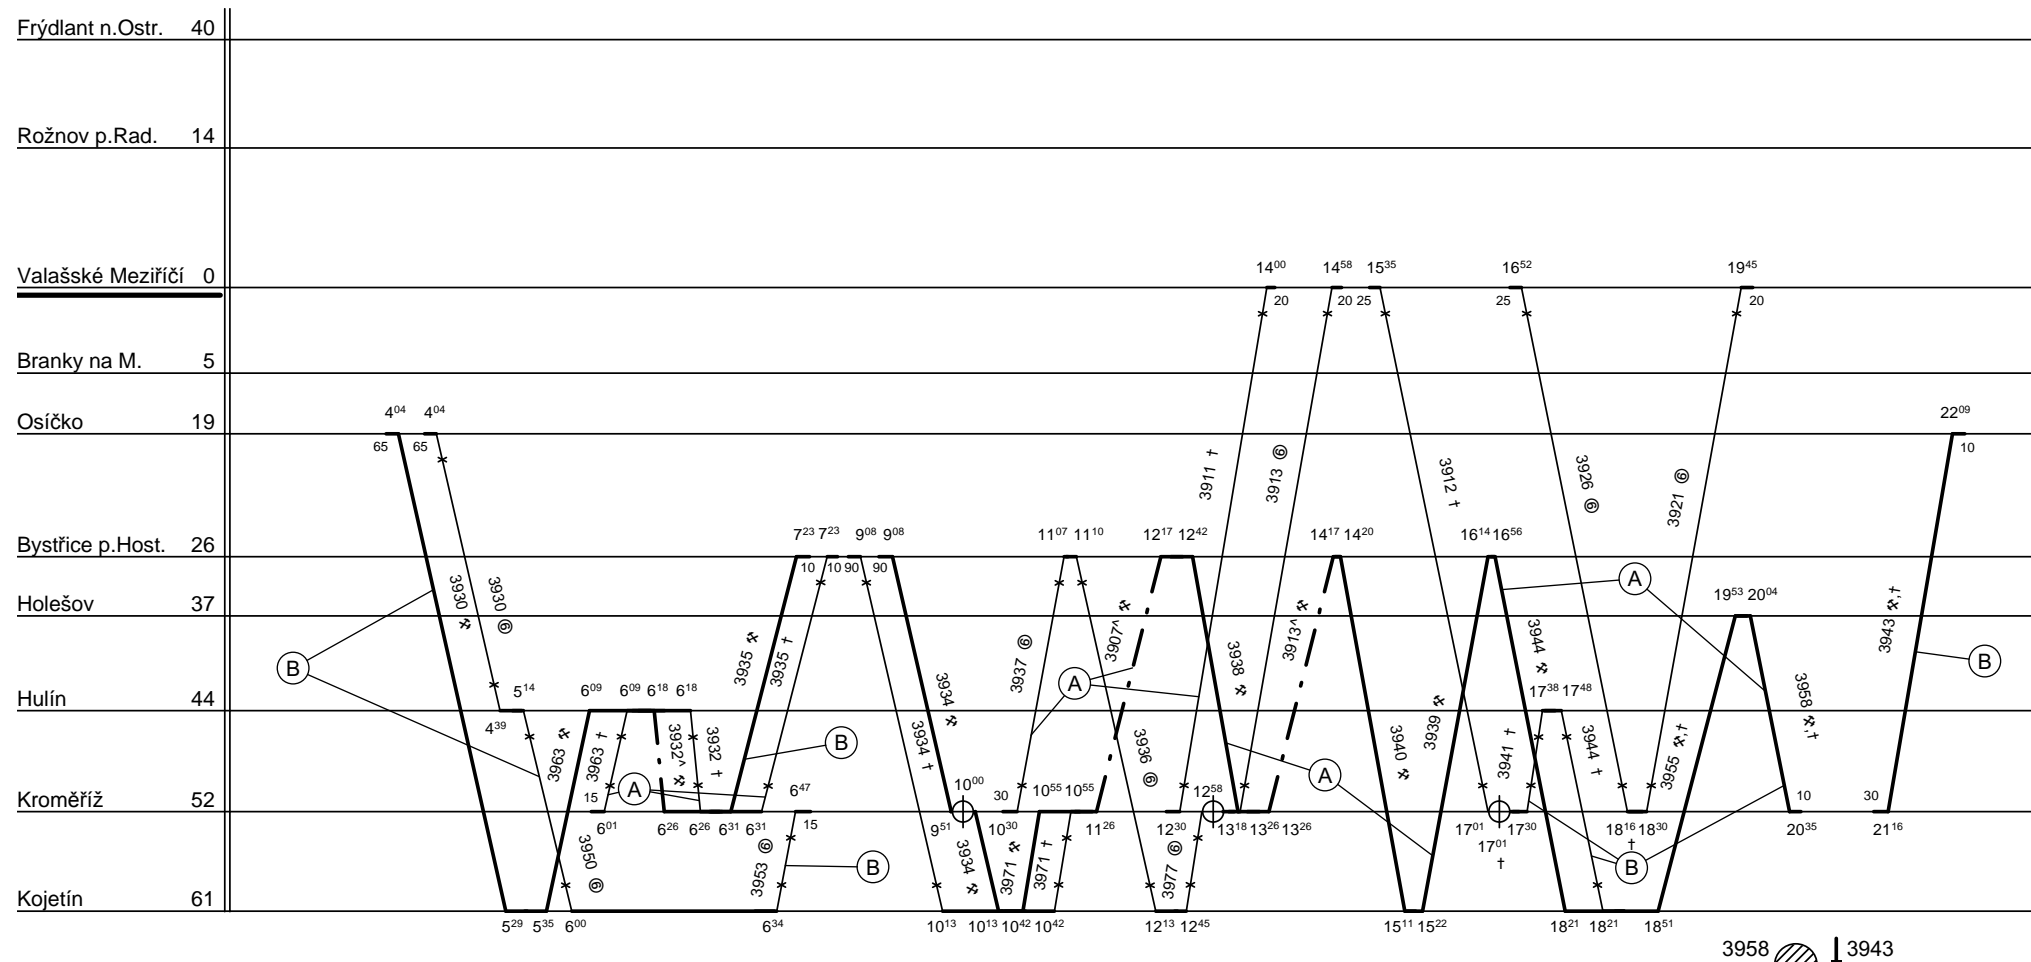 Frýdlant n.Ostr. 40
Rožnov p.Rad. 14
14⁰⁰ 14⁵⁸ 15³⁵ 16⁵² 19⁴⁵
Valašské Meziříčí 0
20 20 25 25 20
Branky na M. 5
4⁰⁴ 4⁰⁴ 22⁰⁹
Osíčko 19
65 65 10
3911 † 3913 ⑥ 3912 † 3926 ⑥ 3921 ⑥
7²³ 7²³ 9⁰⁸ 9⁰⁸ 11⁰⁷ 11¹⁰ 12¹⁷ 12⁴² 14¹⁷ 14²⁰ 16¹⁴ 16⁵⁶
Bystřice p.Host. 26
10 10 90 90
A
3930 ⚒ 3930 ⑥ 19⁵³ 20⁰⁴
Holešov 37
3935 ⚒ 3935 † 3934 ⚒ 3937 ⑥ 3907^ ⚒ 3938 ⚒ 3913^ ⚒ 3944 ⚒ 3943 ⚒,†
B A B
5¹⁴ 6⁰⁹ 6⁰⁹ 6¹⁸ 6¹⁸ 17³⁸ 17⁴⁸
Hulín 44
4³⁹
3963 ⚒ 3963 † 3932^ ⚒ 3932 † 3934 † 3936 ⑥ 3940 ⚒ 3939 ⚒ 3941 † 3944 † 3955 ⚒,† 3958 ⚒,†
B A A
6⁴⁷ 10⁰⁰ 10⁵⁵ 10⁵⁵ 12⁵⁸
Kroměříž 52
15 30 10 30
6⁰¹ 6²⁶ 6²⁶ 6³¹ 6³¹ 15 9⁵¹ 10³⁰ 11²⁶ 12³⁰ 13¹⁸ 13²⁶ 13²⁶ 17⁰¹ 17³⁰ 18¹⁶ 18³⁰ 20³⁵ 21¹⁶
17⁰¹ †
†
3950 ⑥ 3953 ⑥ 3934 ⚒ 3971 ⚒ 3971 † 3977 ⑥
B B
Kojetín 61
5²⁹ 5³⁵ 6⁰⁰ 6³⁴ 10¹³ 10¹³ 10⁴² 10⁴² 12¹³ 12⁴⁵ 15¹¹ 15²² 18²¹ 18²¹ 18⁵¹
3958 3943